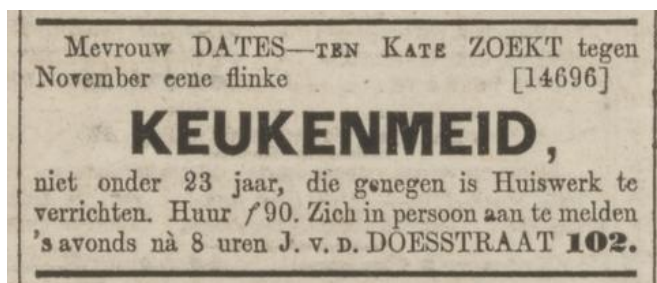 Mevrouw DATES—TEN KATE ZOEKT tegen
November eene flinke [14696]
KEUKENMEID,
niet onder 23 jaar, die genegen is Huiswerk te
verrichten. Huur ƒ 90. Zich in persoon aan te melden
's avonds nà 8 uren J. v. D. DOESSTRAAT 102.